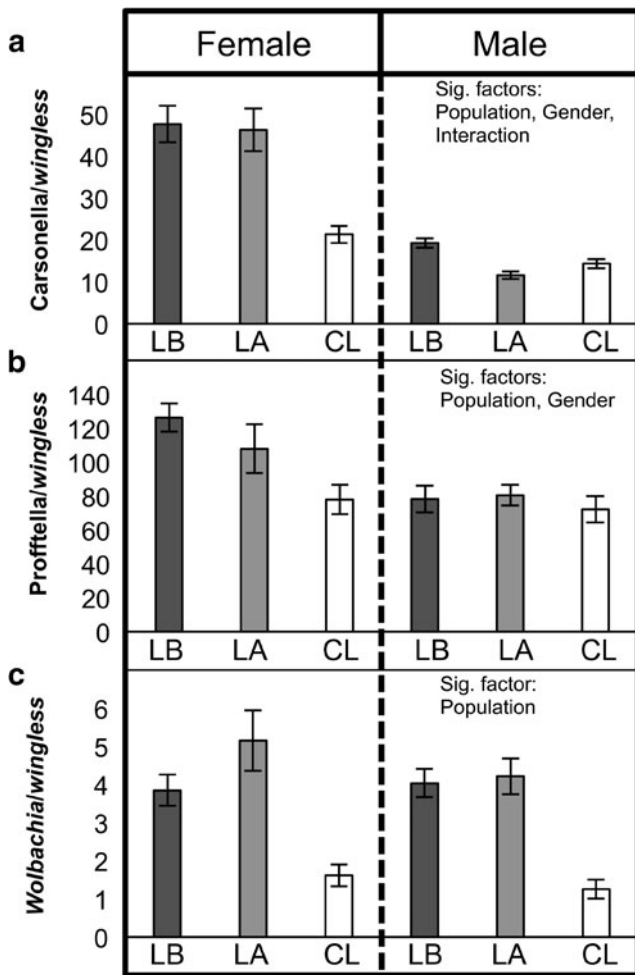 a
Female
Male
Carsonella/wingless
50
40
30
20
10
0
Sig. factors:
Population, Gender,
Interaction
LB LA CL
LB LA CL
b
Profftella/wingless
140
120
100
80
60
40
20
0
Sig. factors:
Population, Gender
LB LA CL
LB LA CL
c
Wolbachia/wingless
6
5
4
3
2
1
0
Sig. factor:
Population
LB LA CL
LB LA CL